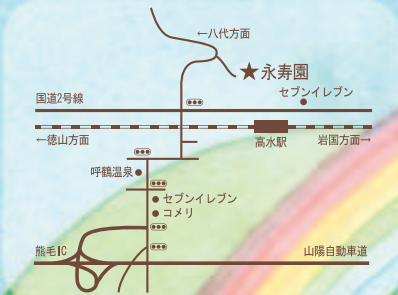 ←八代方面
★永寿園
セブンイレブン
国道2号線
←徳山方面
高水駅
岩国方面→
呼鶴温泉
セブンイレブン
コメリ
熊毛IC
山陽自動車道